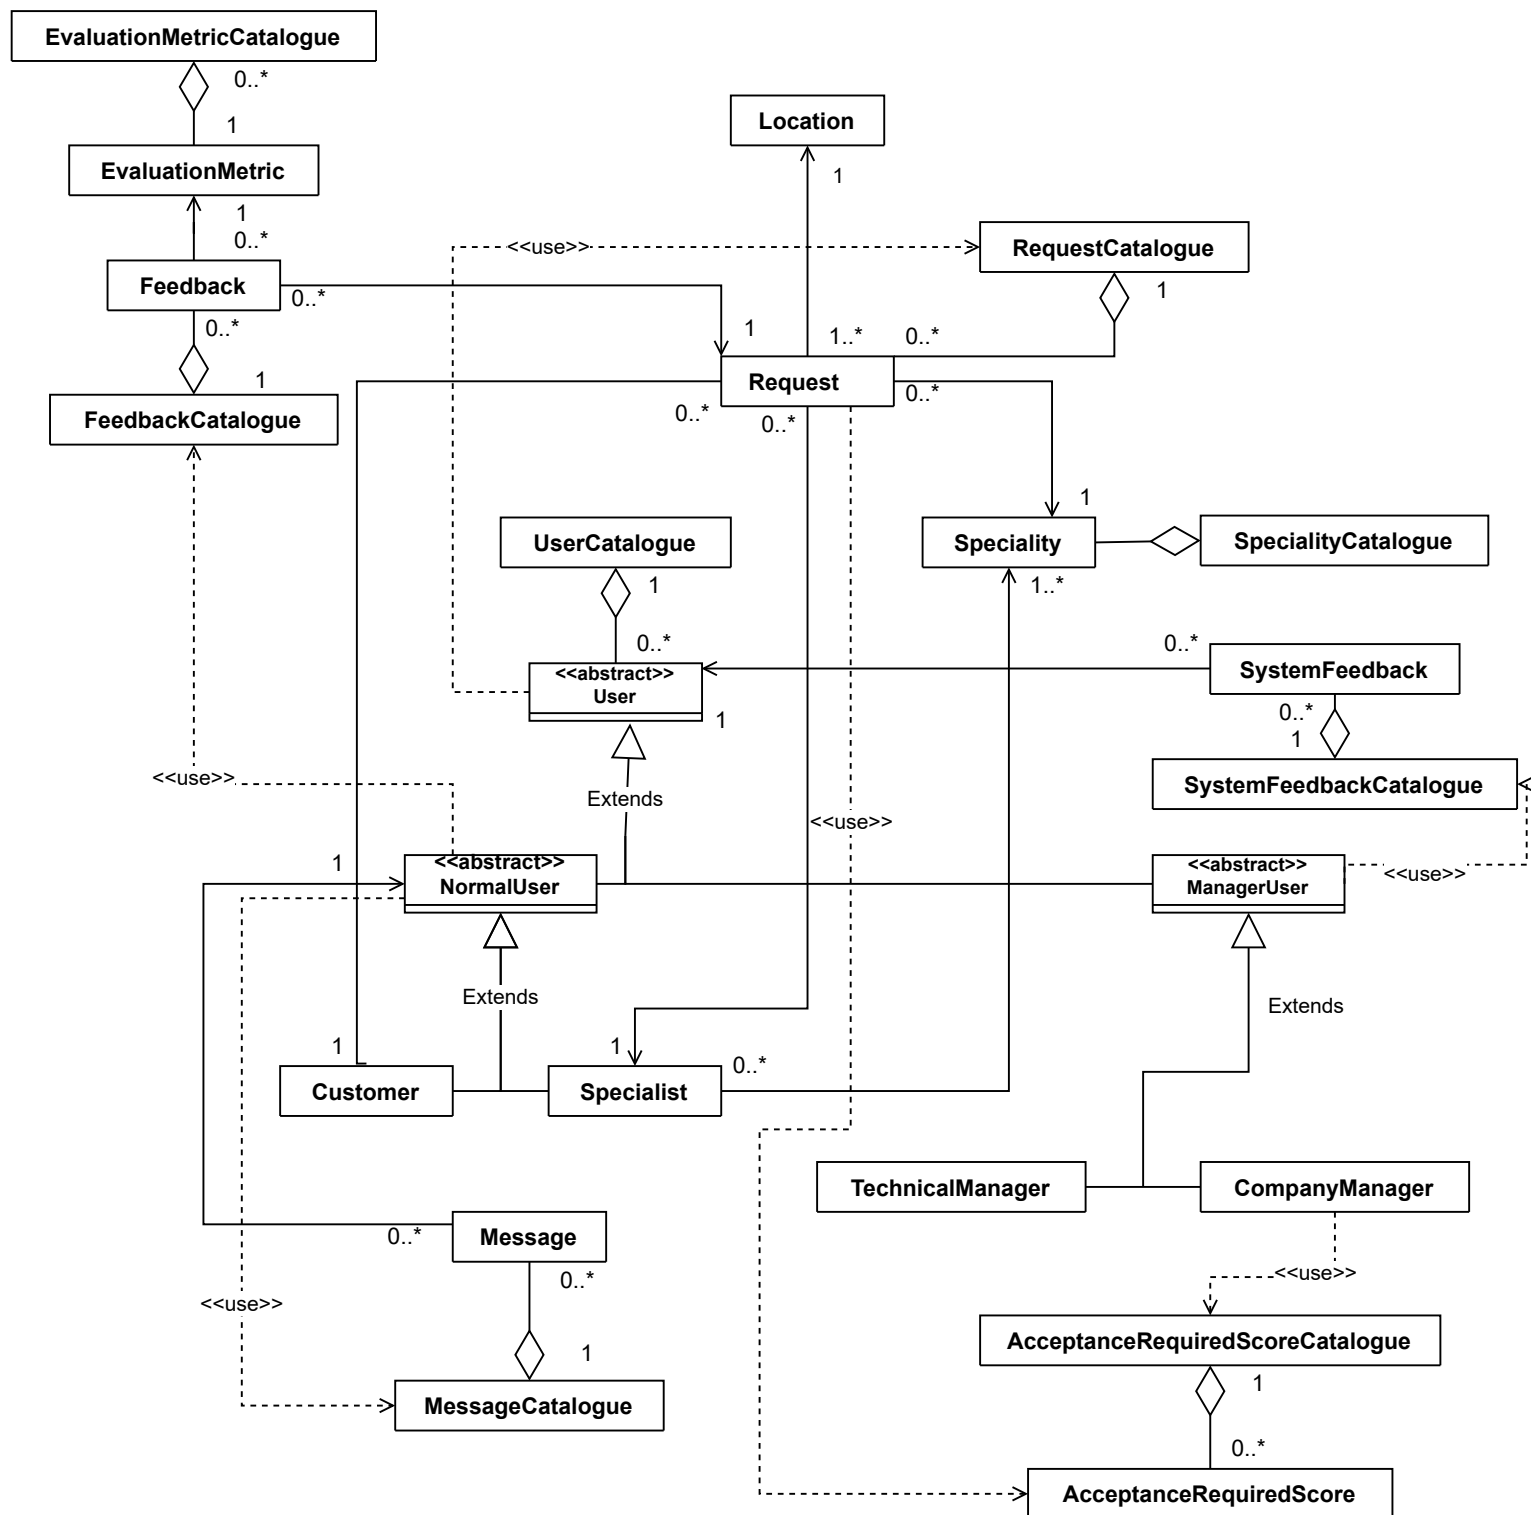 EvaluationMetricCatalogue
0..*
1
EvaluationMetric
1
0..*
Feedback
0..*
0..*
1
FeedbackCatalogue
Location
1
<<use>>
RequestCatalogue
1
1
1..*
0..*
Request
0..*
0..*
0..*
1
Speciality
1..*
SpecialityCatalogue
UserCatalogue
1
0..*
<<abstract>>
User
1
0..*
SystemFeedback
0..*
1
SystemFeedbackCatalogue
<<use>>
Extends
<<use>>
1
<<abstract>>
NormalUser
<<abstract>>
ManagerUser
<<use>>
Extends
Extends
1
Customer
1
Specialist
0..*
TechnicalManager
CompanyManager
0..*
Message
0..*
<<use>>
<<use>>
1
MessageCatalogue
AcceptanceRequiredScoreCatalogue
1
0..*
AcceptanceRequiredScore